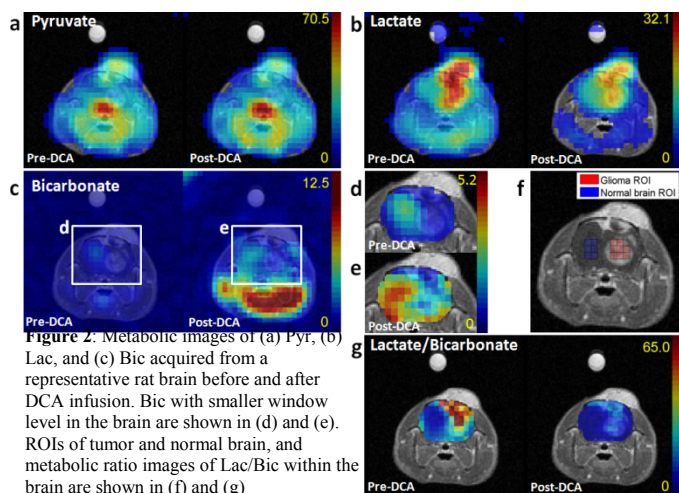 a Pyruvate 70.5
Pre-DCA Post-DCA 0
b Lactate 32.1
Pre-DCA Post-DCA 0
c Bicarbonate 12.5
d e
Pre-DCA Post-DCA 0
d 5.2
Pre-DCA
e
Post-DCA 0
f Glioma ROI
Normal brain ROI
g Lactate/Bicarbonate 65.0
Pre-DCA Post-DCA 0
Figure 2: Metabolic images of (a) Pyr, (b)
Lac, and (c) Bic acquired from a
representative rat brain before and after
DCA infusion. Bic with smaller window
level in the brain are shown in (d) and (e).
ROIs of tumor and normal brain, and
metabolic ratio images of Lac/Bic within the
brain are shown in (f) and (g)